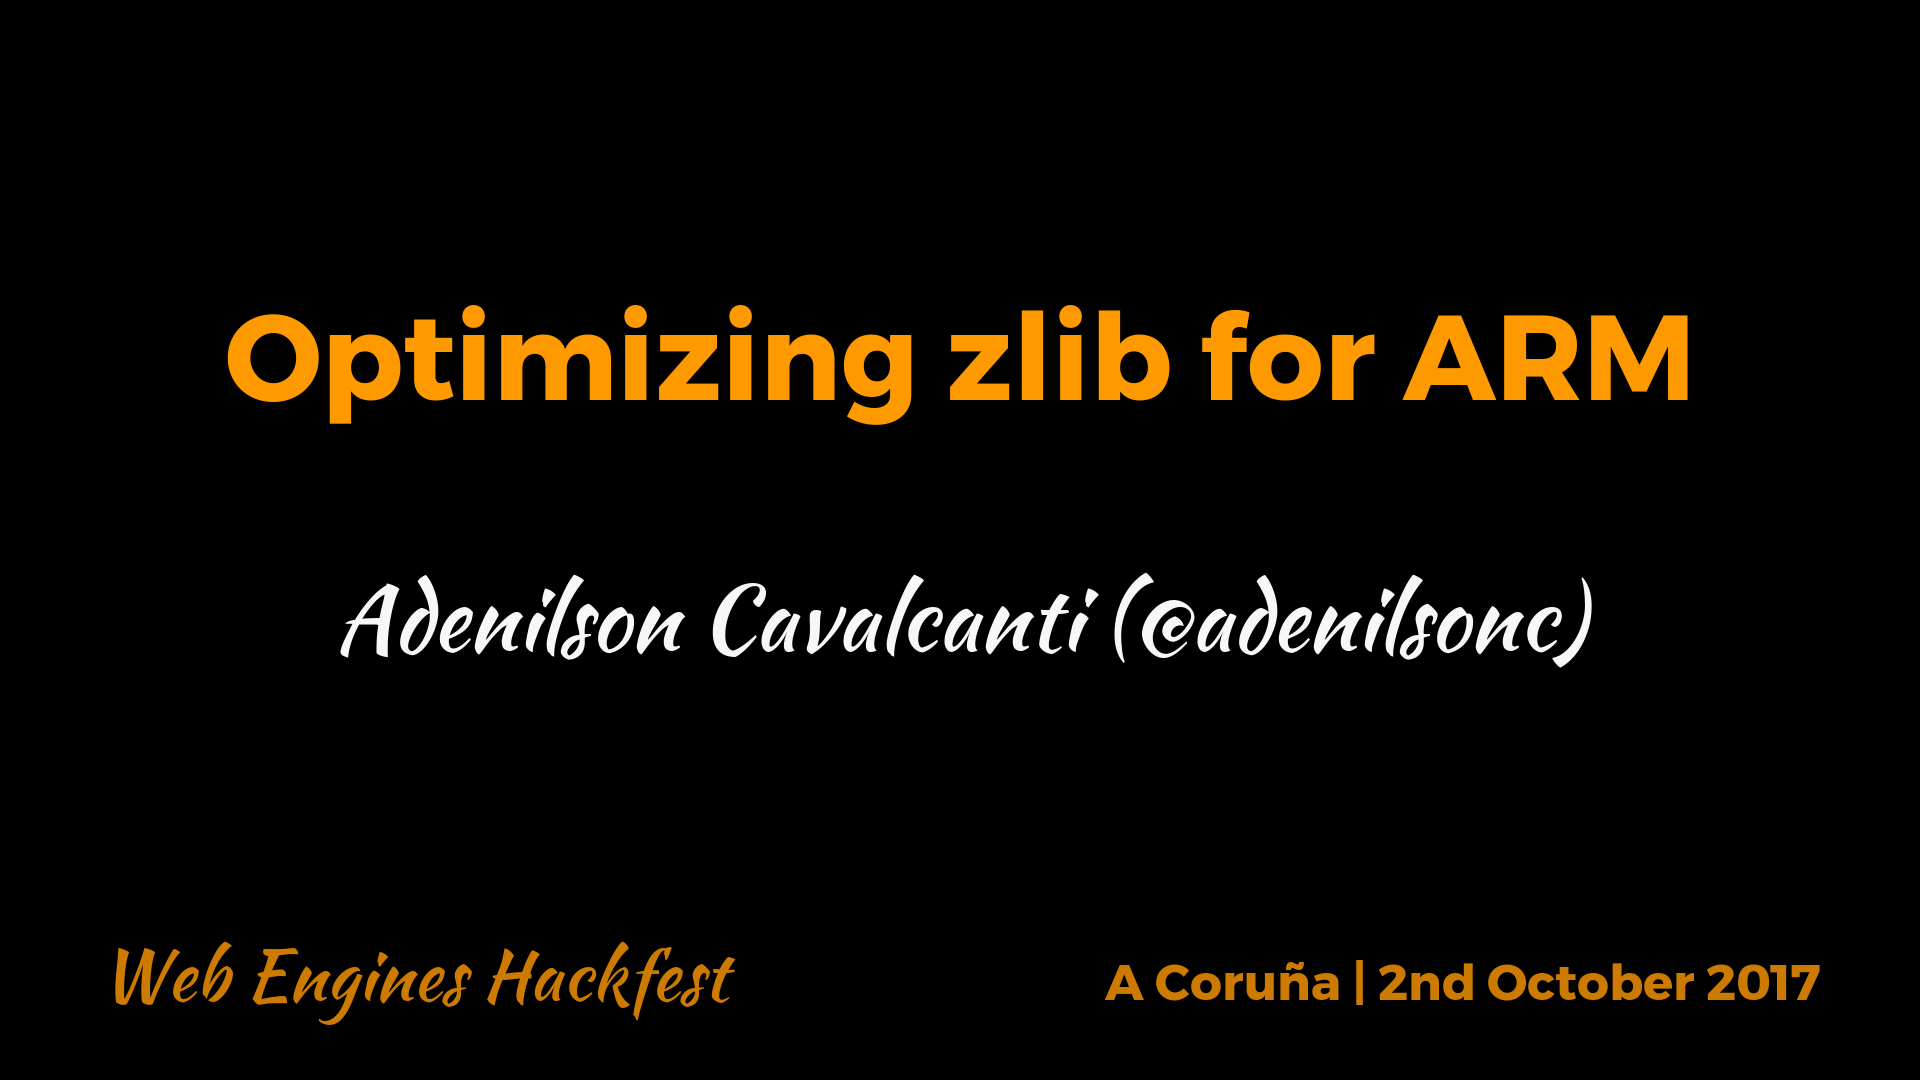 Optimizing zlib for ARM
Adenilson Cavalcanti (@adenilsonc)
Web Engines Hackfest
A Coruña | 2nd October 2017